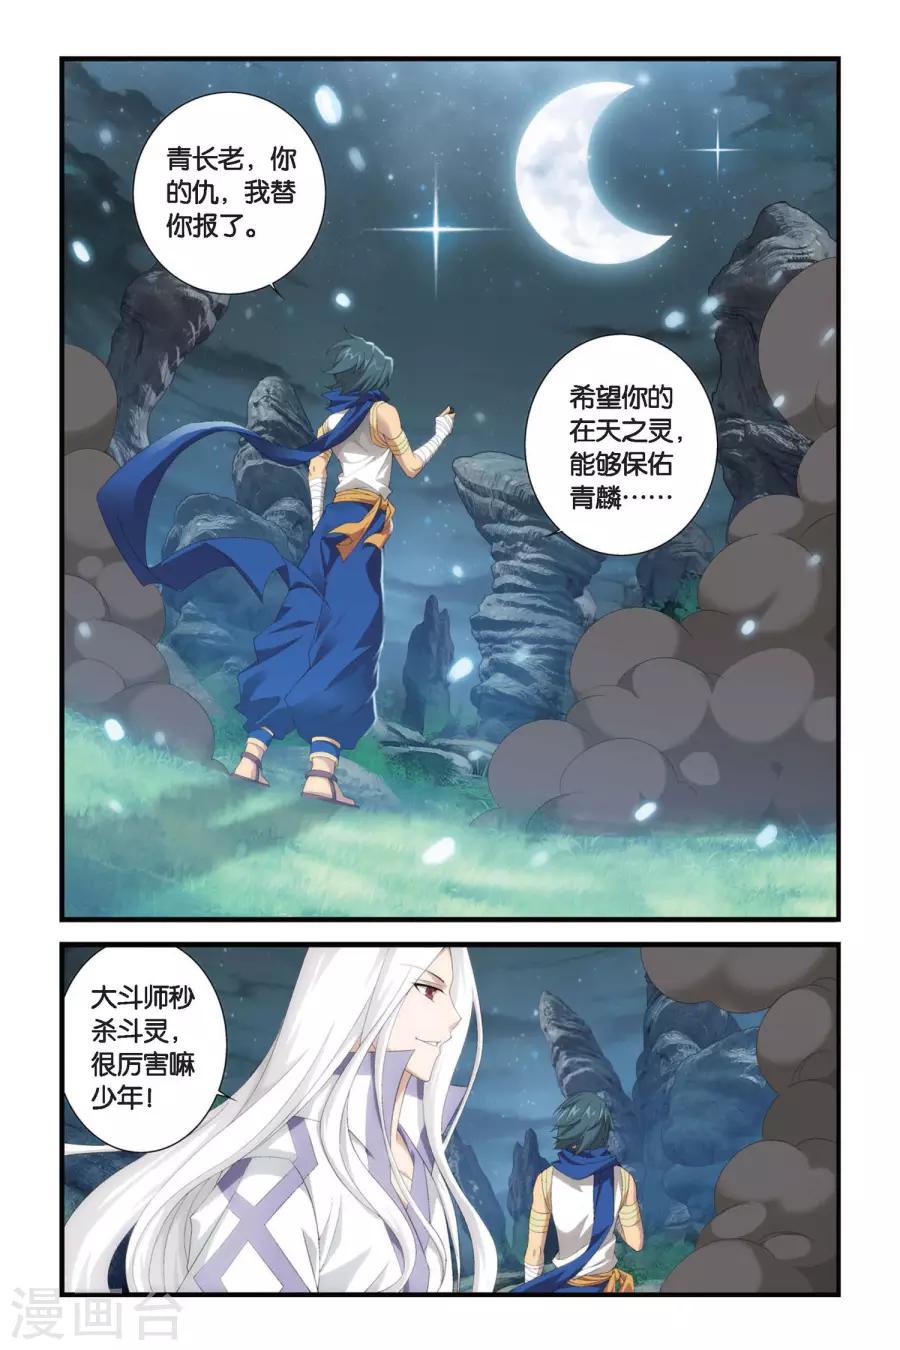 青长老，你
的仇，我替
你报了。
希望你的
在天之灵，
能够保佑
青麟……
大斗师秒
杀斗灵，
很厉害嘛
少年！
漫画台